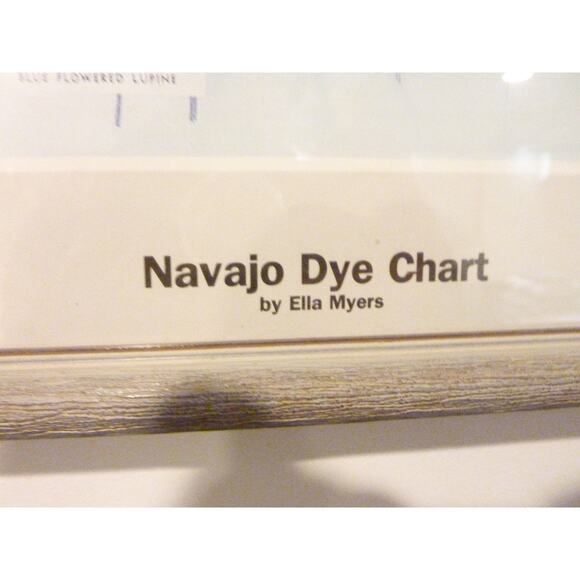 BLUE FLOWERED LUPINE
Navajo Dye Chart
by Ella Myers